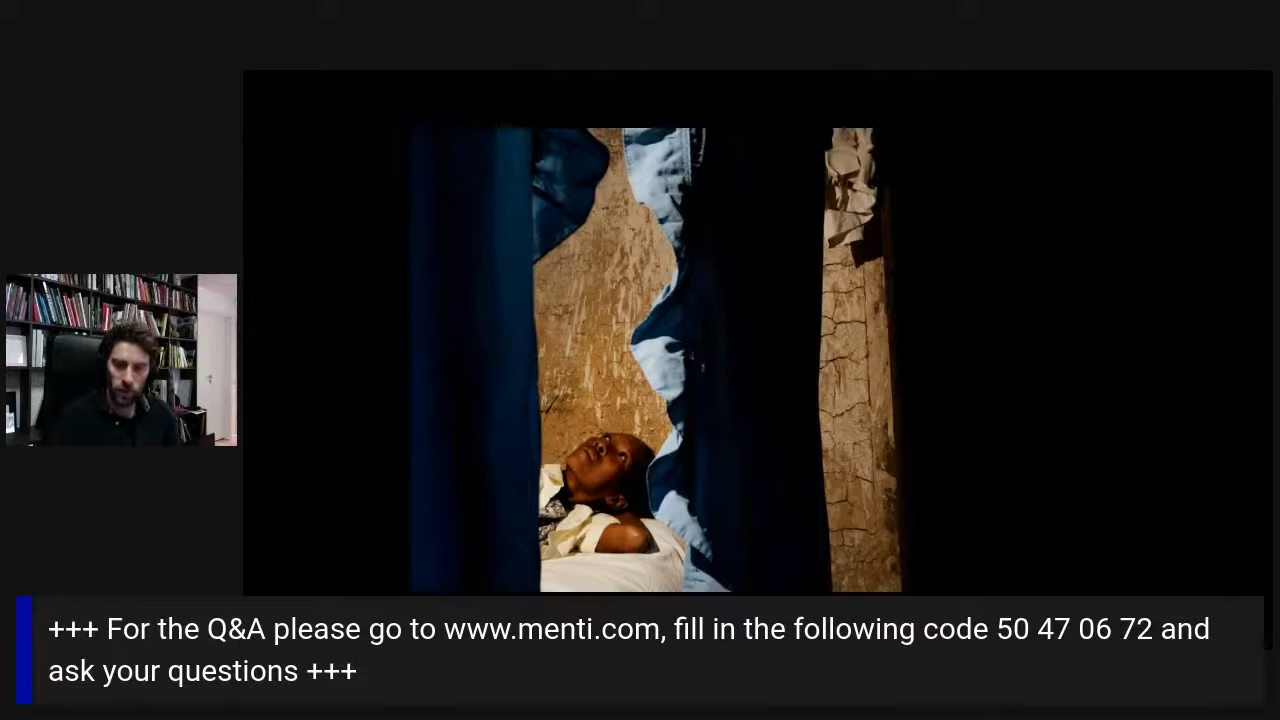 +++ For the Q&A please go to www.menti.com, fill in the following code 50 47 06 72 and
ask your questions +++